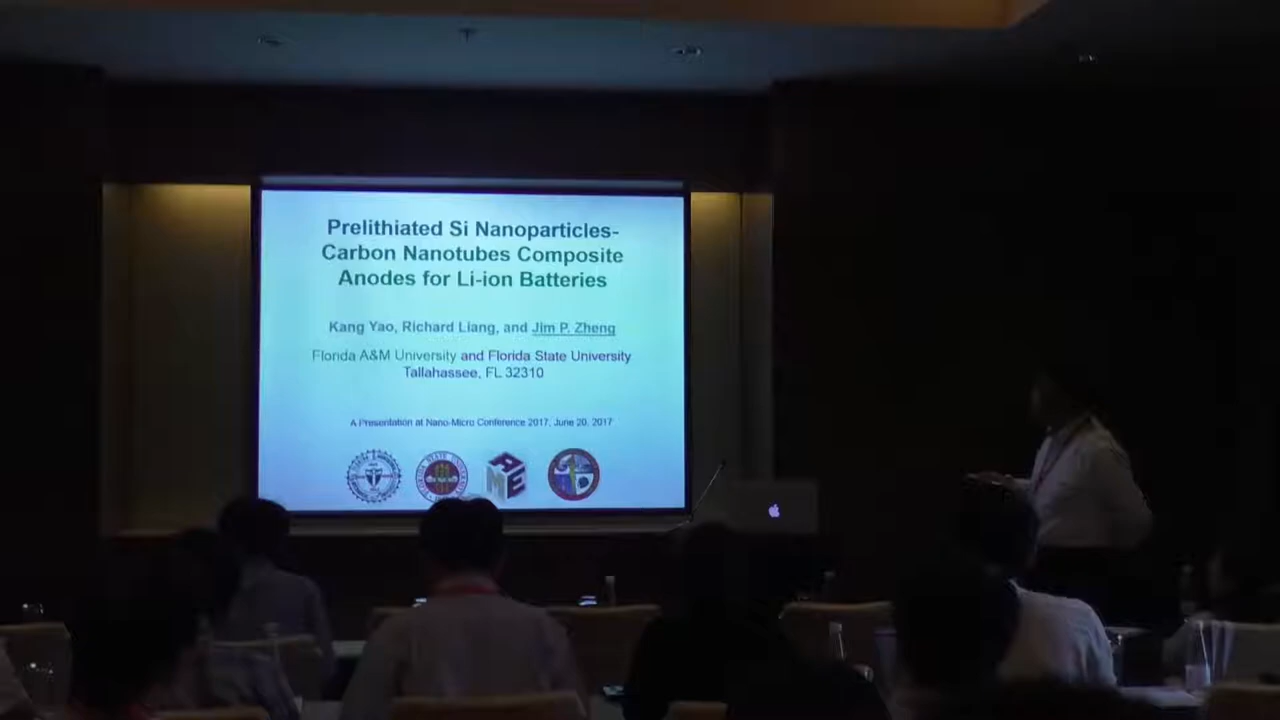 Prelithiated Si Nanoparticles-
Carbon Nanotubes Composite
Anodes for Li-ion Batteries
Kang Yao, Richard Liang, and Jim P. Zheng
Florida A&M University and Florida State University
Tallahassee, FL 32310
A Presentation at Nano-Micro Conference 2017, June 20, 2017
AME